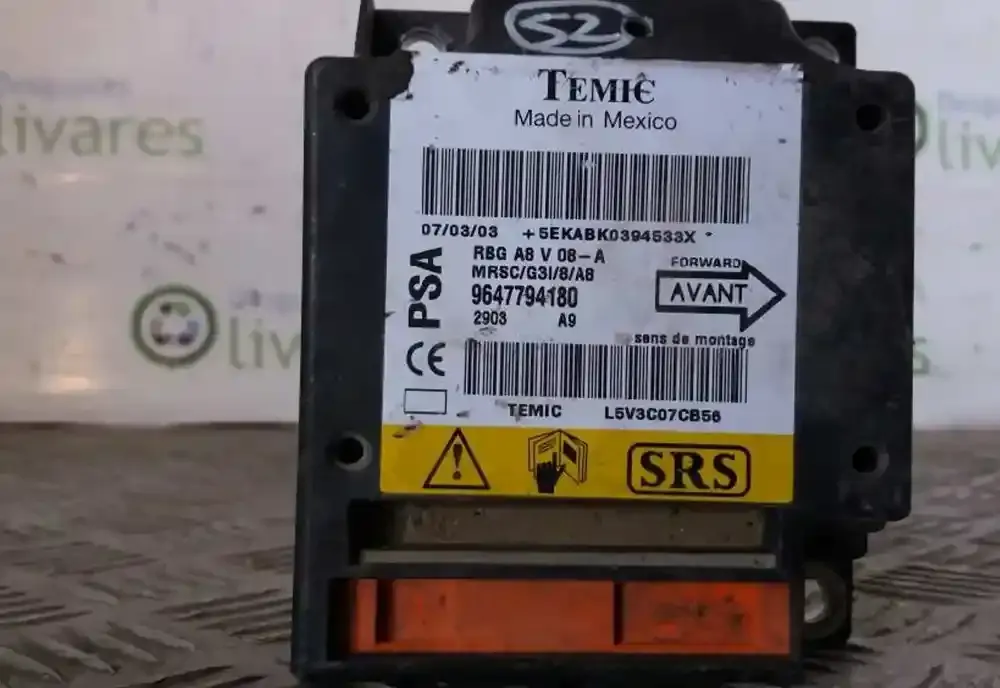 S2
TEMIC
Made in Mexico
07/03/03 +5EKABK0394533X
RBG A8 V 08-A
MRSC/G3I/8/A8
9647794180
2903 A9
PSA
CE
FORWARD
AVANT
sens de montage
TEMIC L5V3C07CB56
SRS
livares
livares
liv